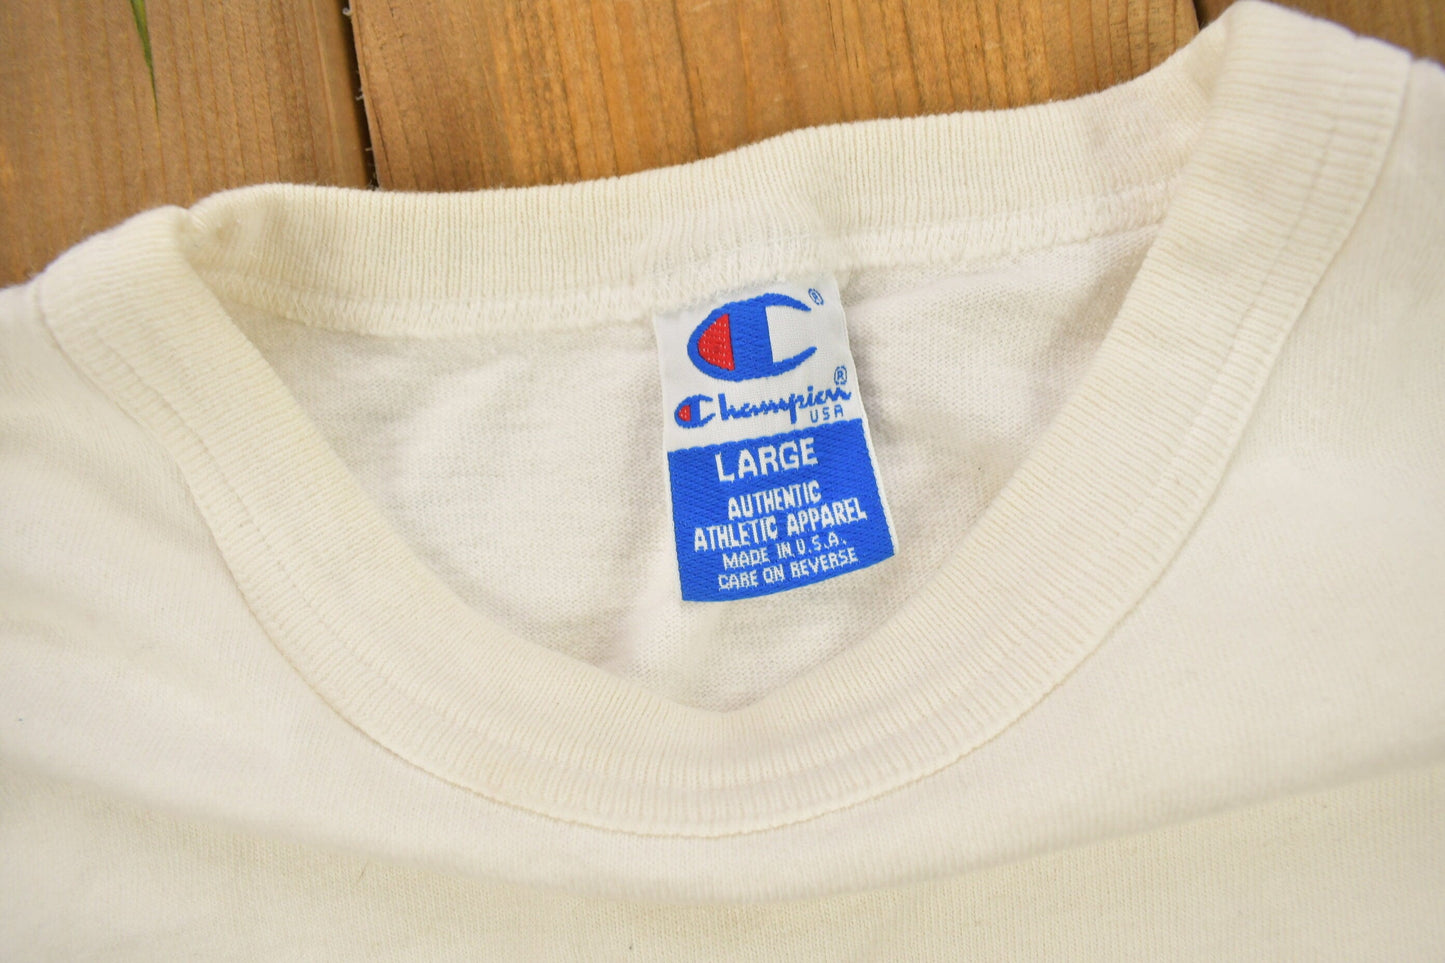 ®
Champion®
USA
LARGE
AUTHENTIC
ATHLETIC APPAREL
MADE IN U.S.A.
CARE ON REVERSE